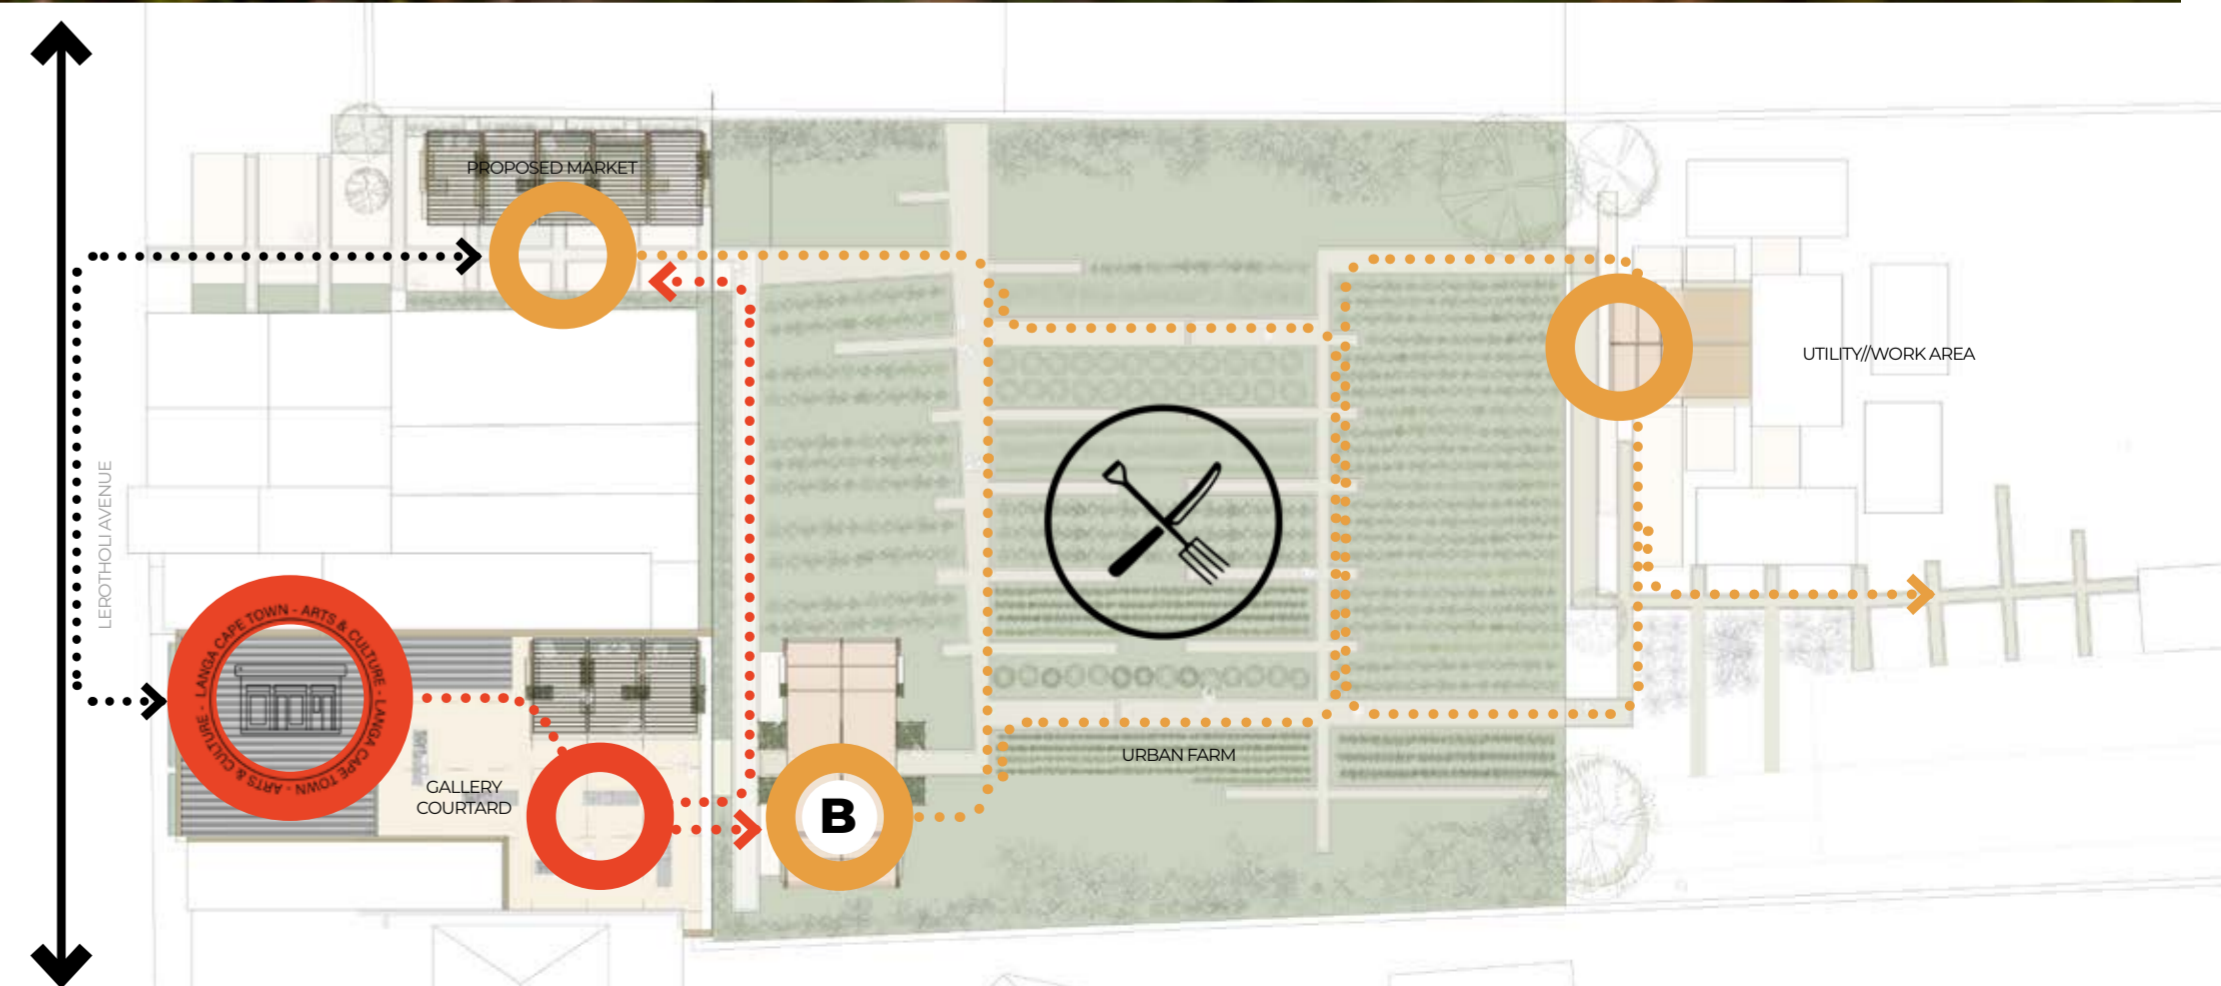 PROPOSED MARKET
UTILITY//WORK AREA
LEROTHOLI AVENUE
LANGA CAPE TOWN - ARTS & CULTURE - LANGA CAPE TOWN - ARTS & CULTURE -
GALLERY
COURTARD
B
URBAN FARM